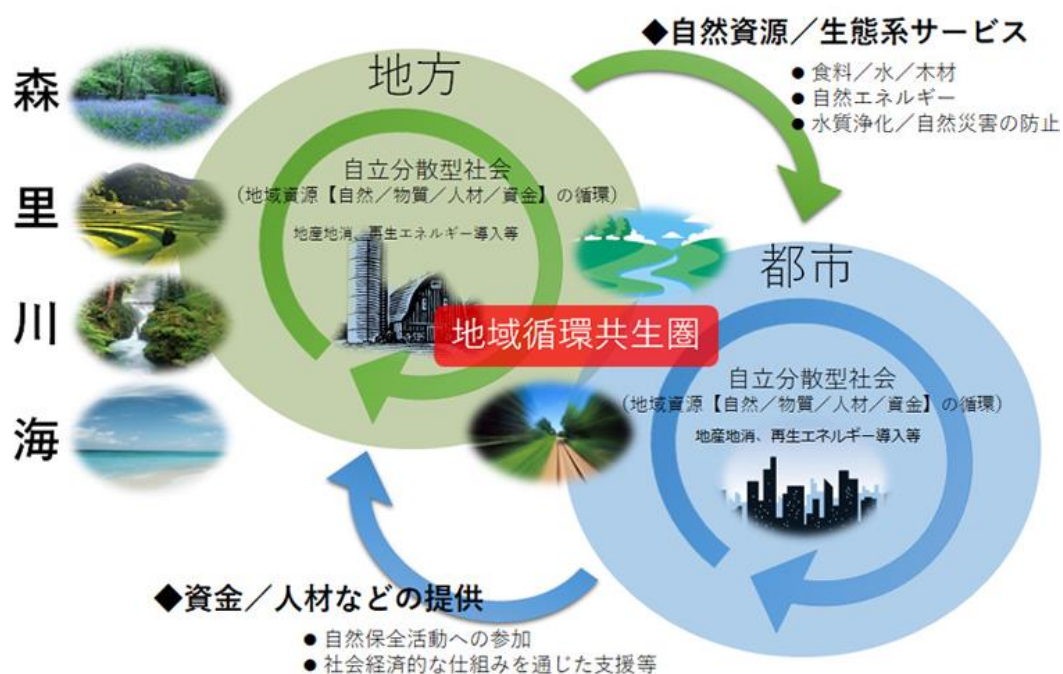 森
里
川
海
地方
自立分散型社会
(地域資源【自然／物質／人材／資金】の循環)
地産地消、再生エネルギー導入等
◆自然資源／生態系サービス
● 食料／水／木材
● 自然エネルギー
● 水質浄化／自然災害の防止
地域循環共生圏
都市
自立分散型社会
(地域資源【自然／物質／人材／資金】の循環)
地産地消、再生エネルギー導入等
◆資金／人材などの提供
● 自然保全活動への参加
● 社会経済的な仕組みを通じた支援等